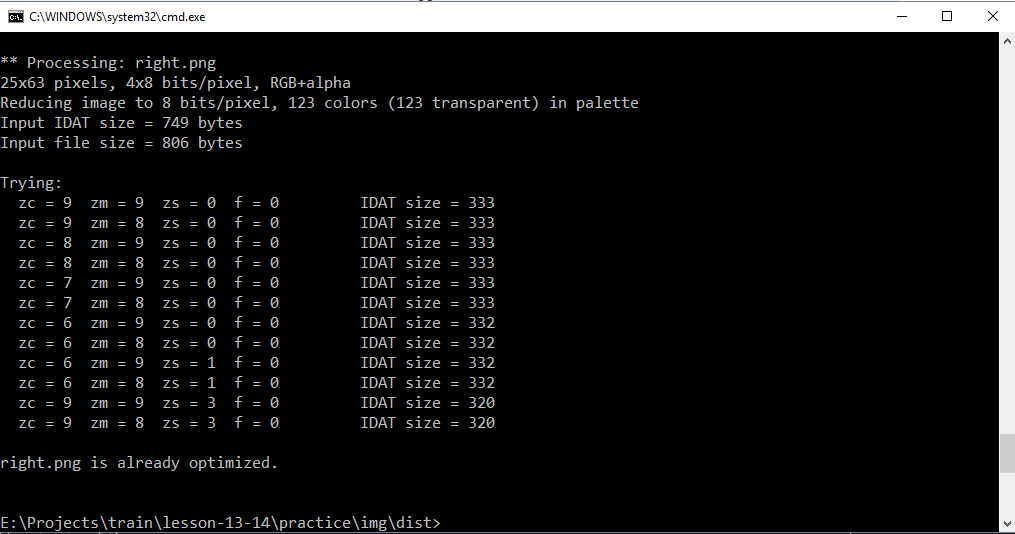 C:\WINDOWS\system32\cmd.exe
** Processing: right.png
25x63 pixels, 4x8 bits/pixel, RGB+alpha
Reducing image to 8 bits/pixel, 123 colors (123 transparent) in palette
Input IDAT size = 749 bytes
Input file size = 806 bytes
Trying:
  zc = 9  zm = 9  zs = 0  f = 0         IDAT size = 333
  zc = 9  zm = 8  zs = 0  f = 0         IDAT size = 333
  zc = 8  zm = 9  zs = 0  f = 0         IDAT size = 333
  zc = 8  zm = 8  zs = 0  f = 0         IDAT size = 333
  zc = 7  zm = 9  zs = 0  f = 0         IDAT size = 333
  zc = 7  zm = 8  zs = 0  f = 0         IDAT size = 333
  zc = 6  zm = 9  zs = 0  f = 0         IDAT size = 332
  zc = 6  zm = 8  zs = 0  f = 0         IDAT size = 332
  zc = 6  zm = 9  zs = 1  f = 0         IDAT size = 332
  zc = 6  zm = 8  zs = 1  f = 0         IDAT size = 332
  zc = 9  zm = 9  zs = 3  f = 0         IDAT size = 320
  zc = 9  zm = 8  zs = 3  f = 0         IDAT size = 320
right.png is already optimized.
E:\Projects\train\lesson-13-14\practice\img\dist>